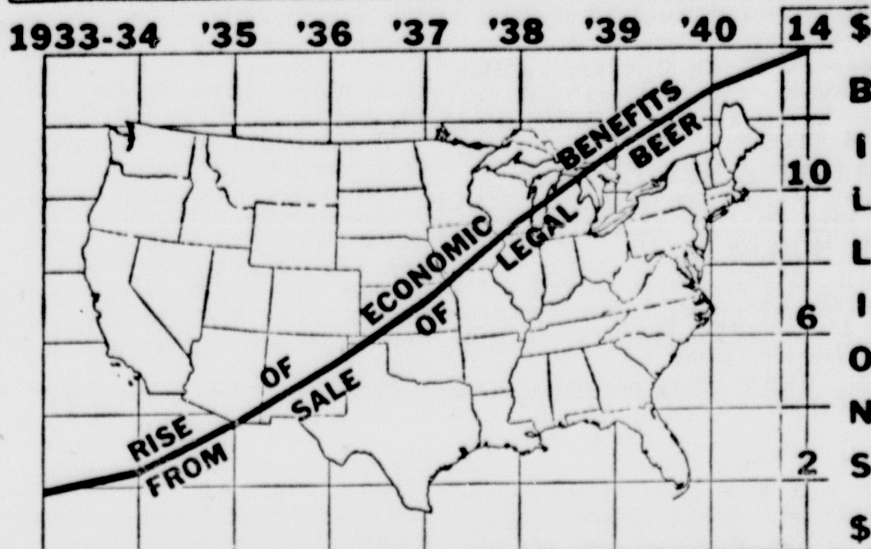 1933-34 '35 '36 '37 '38 '39 '40 14 $
BILLIONS $
10
6
2
RISE OF ECONOMIC BENEFITS
FROM SALE OF LEGAL BEER